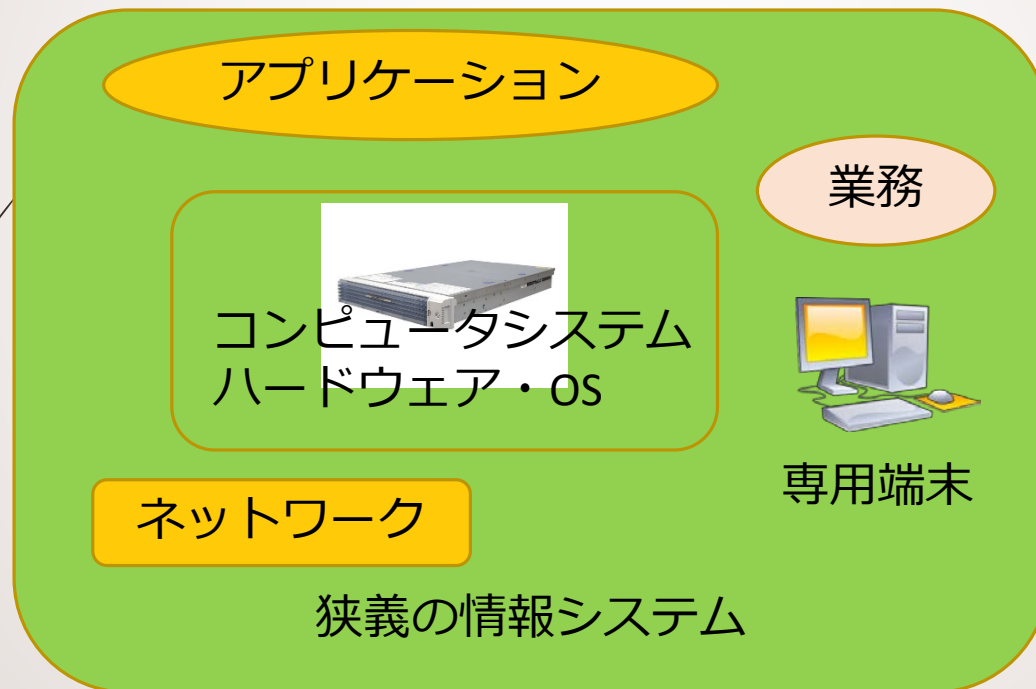 アプリケーション
業務
コンピュータシステム
ハードウェア・OS
専用端末
ネットワーク
狭義の情報システム